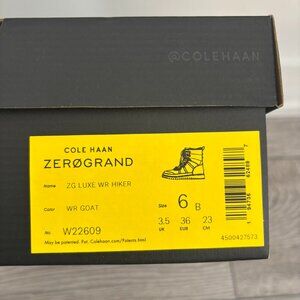 @COLEHAAN
COLE HAAN
ZERØGRAND
Name ZG LUXE WR HIKER
Color WR GOAT
No. W22609
Size 6 B
3.5 36 23
UK EUR CM
May be patented. Pat. Colehaan.com/Patents.html
4500427573